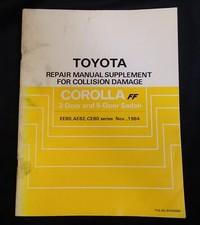 TOYOTA
REPAIR MANUAL SUPPLEMENT
FOR COLLISION DAMAGE
COROLLA FF
3-Door and 5-Door Sedan
EE80, AE82, CE80 series Nov., 1984